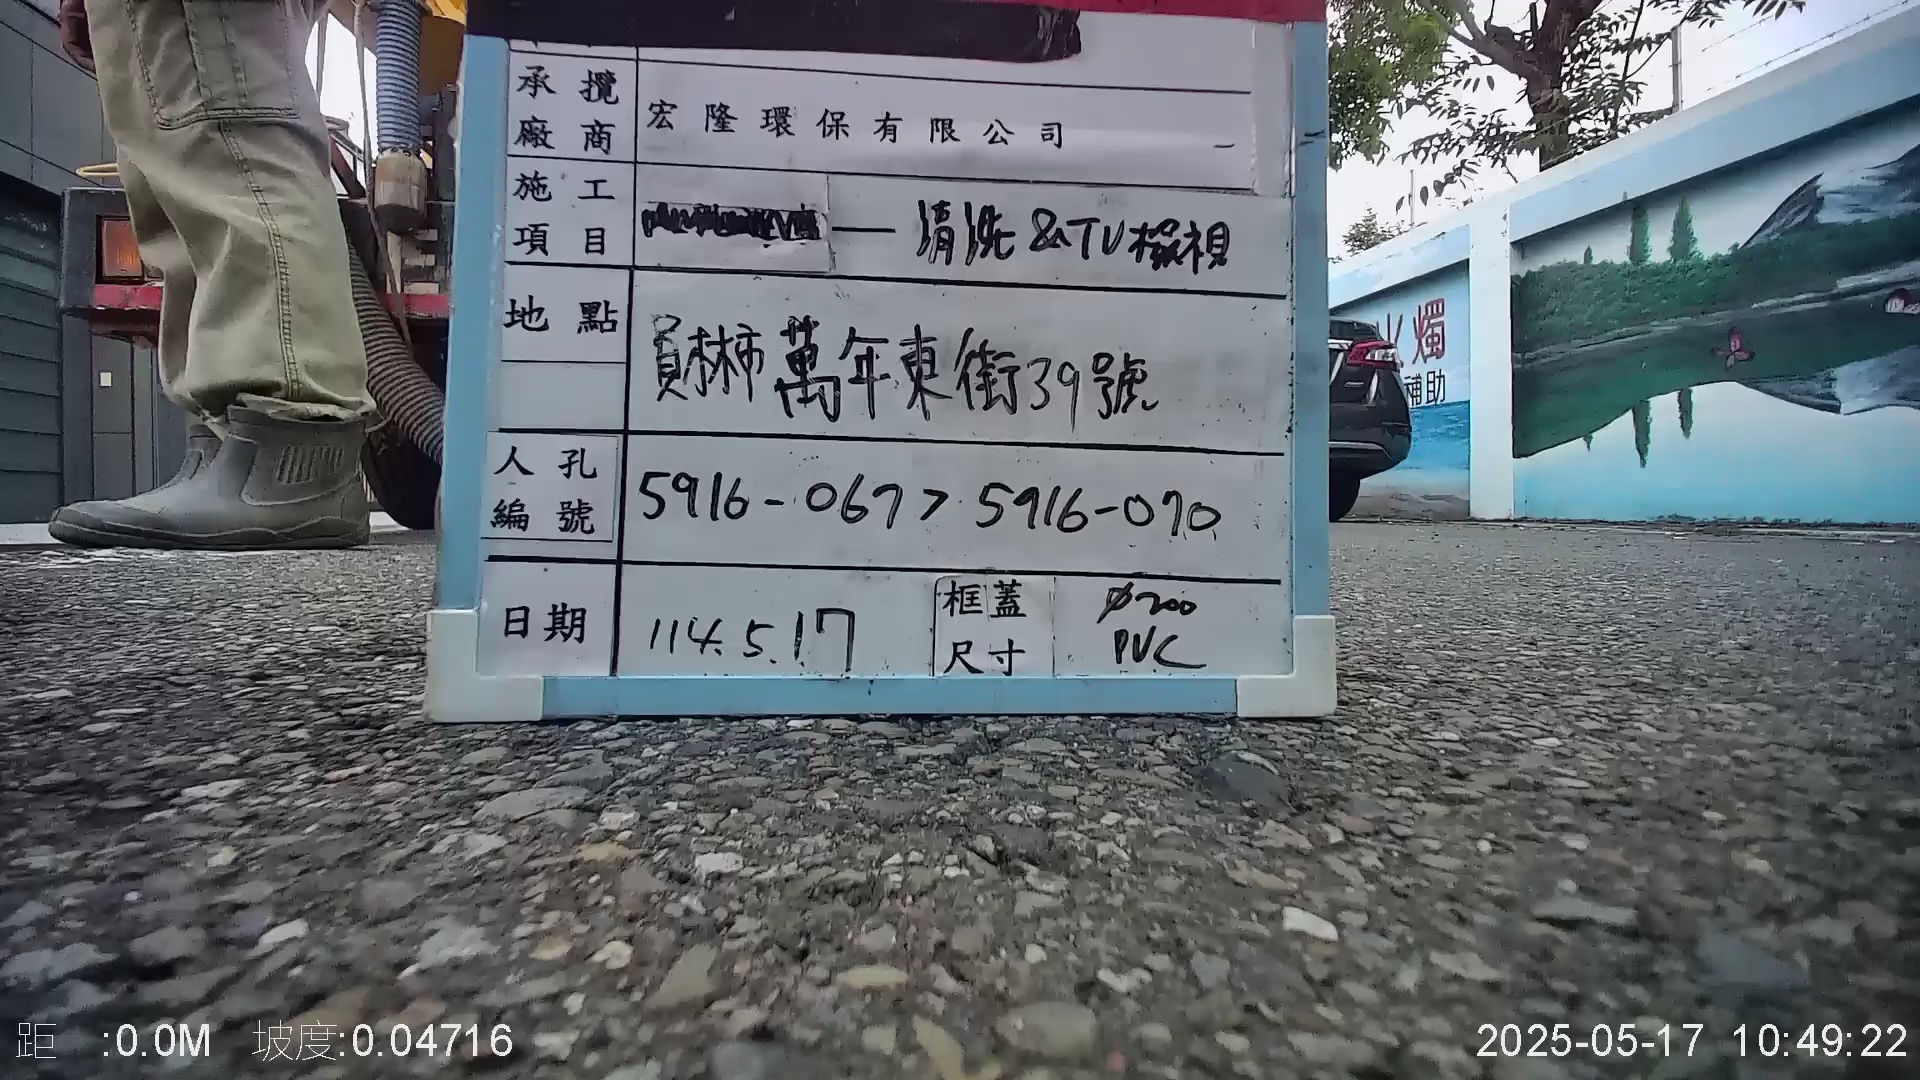 承攬
廠商
宏隆環保有限公司
施工
項目
— 清洗&TV檢視
地點
員林市萬年東街39號
人孔
編號
5916-067> 5916-070
日期
114.5.17
框蓋
尺寸
Ø200
PVC
火燭
補助
距 :0.0M 坡度:0.04716
2025-05-17 10:49:22